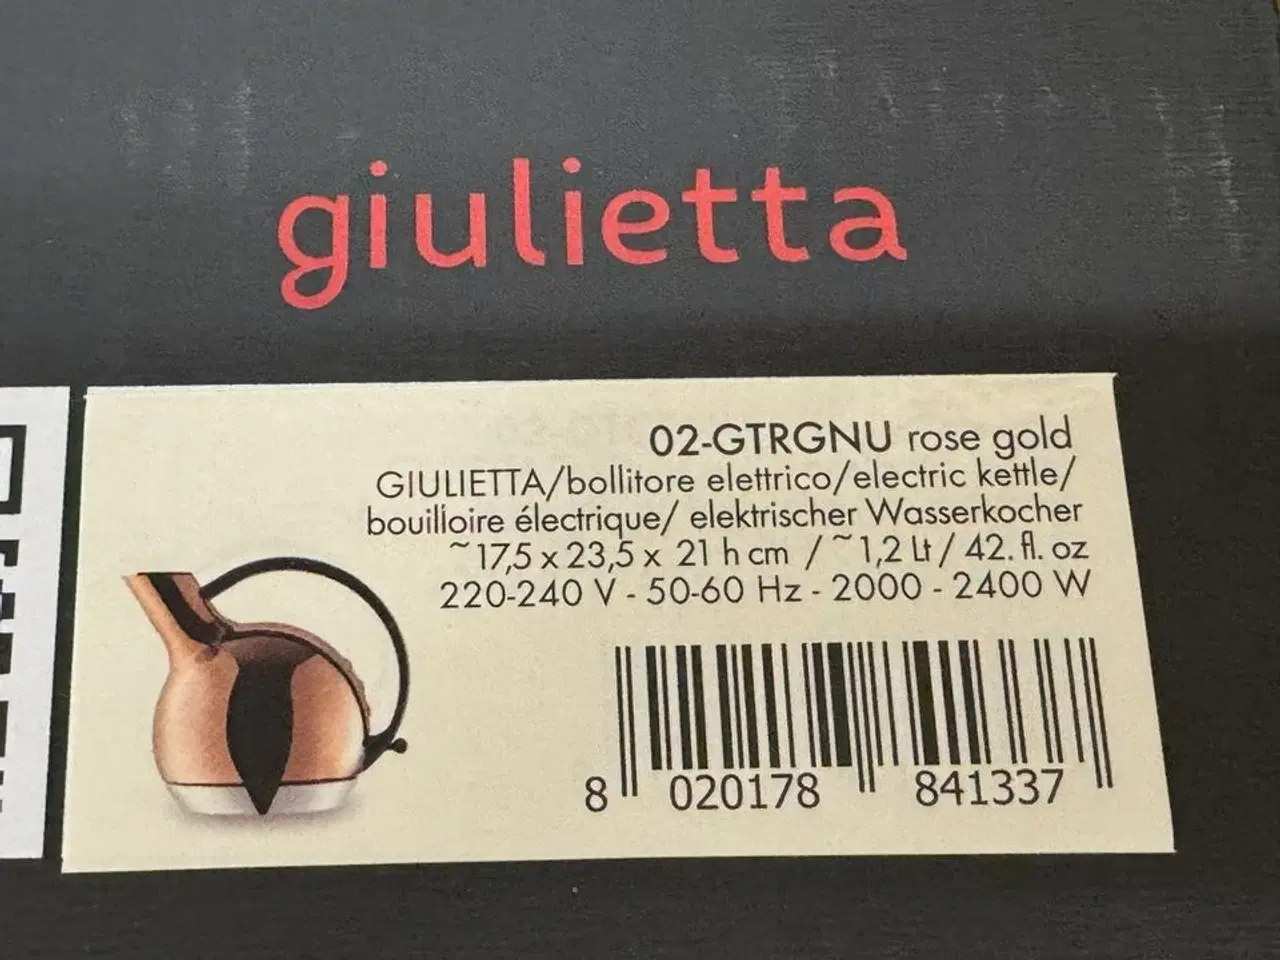 giulietta
02-GTRGNU rose gold
GIULIETTA/bollitore elettrico/electric kettle/
bouilloire électrique/ elektrischer Wasserkocher
~17,5 x 23,5 x 21 h cm / ~1,2 Lt / 42. fl. oz
220-240 V - 50-60 Hz - 2000 - 2400 W
8 020178 841337